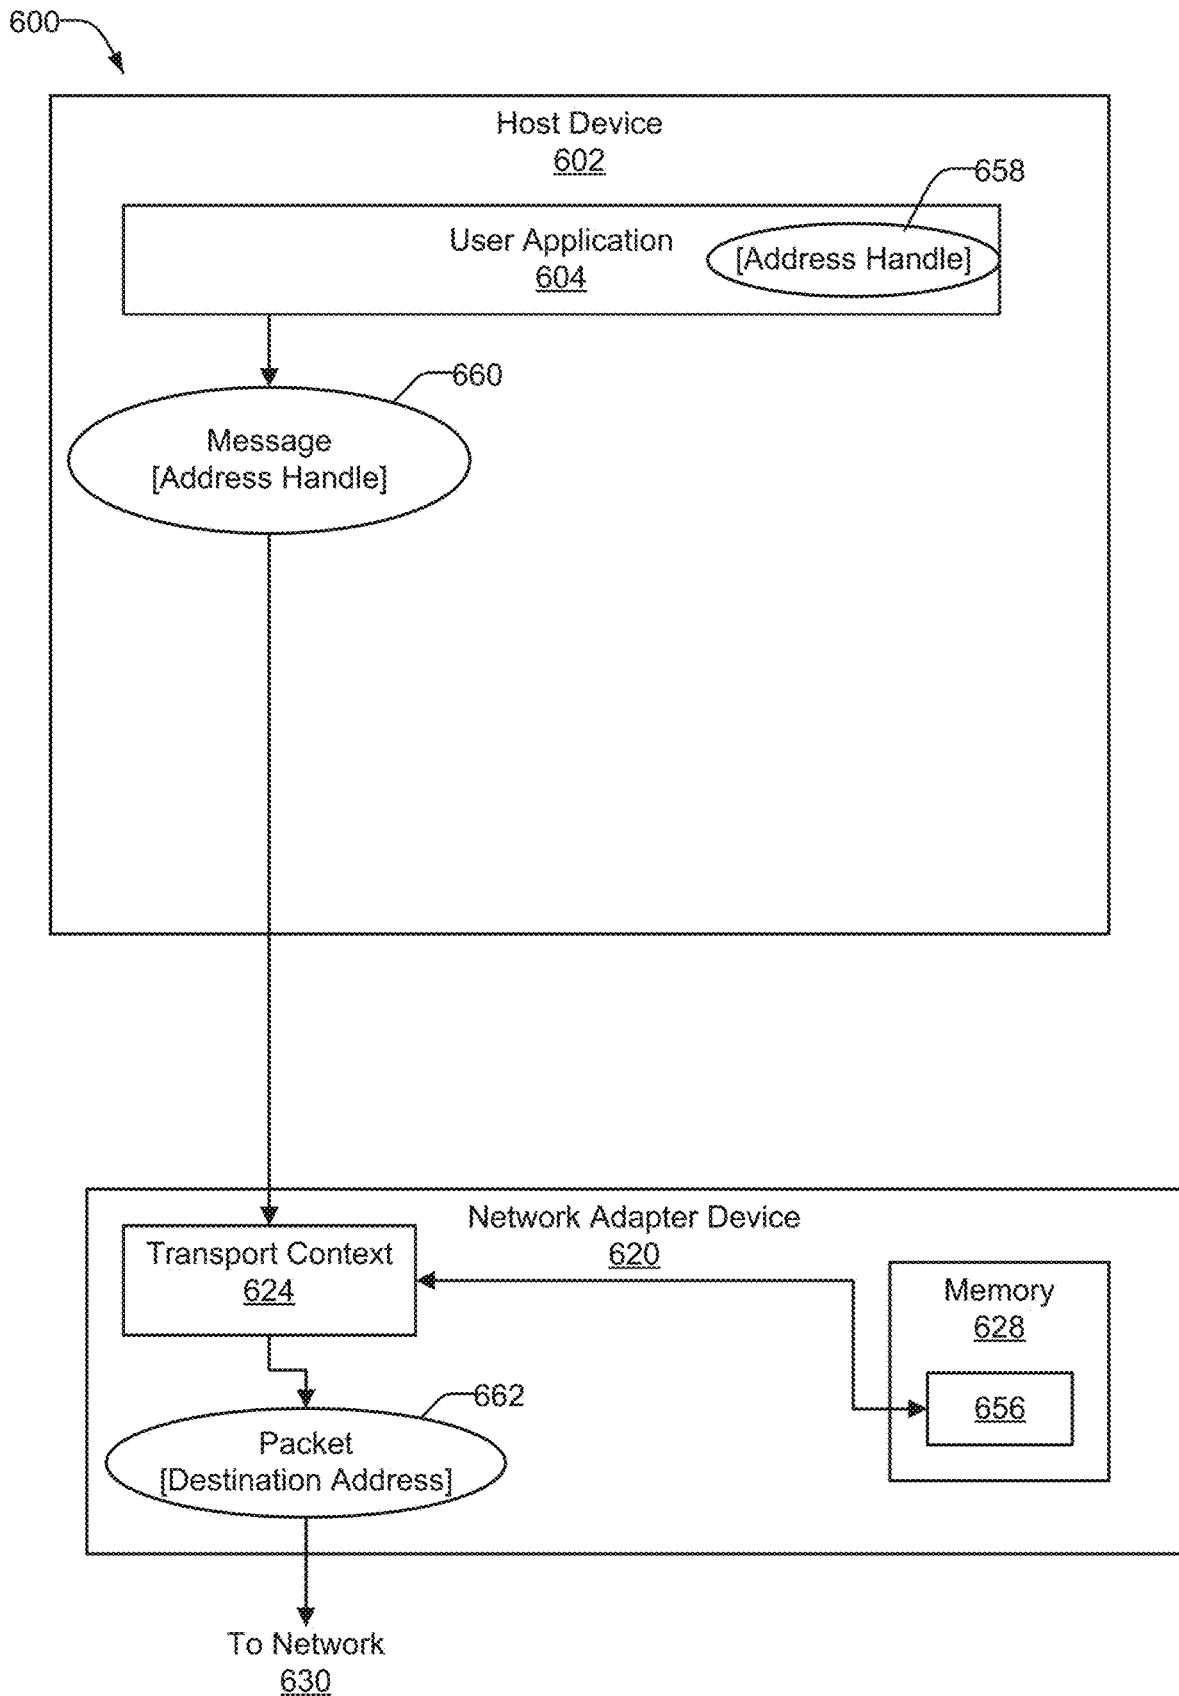 600
Host Device
602
658
User Application
604
[Address Handle]
660
Message
[Address Handle]
Network Adapter Device
620
Transport Context
624
Memory
628
656
662
Packet
[Destination Address]
To Network
630